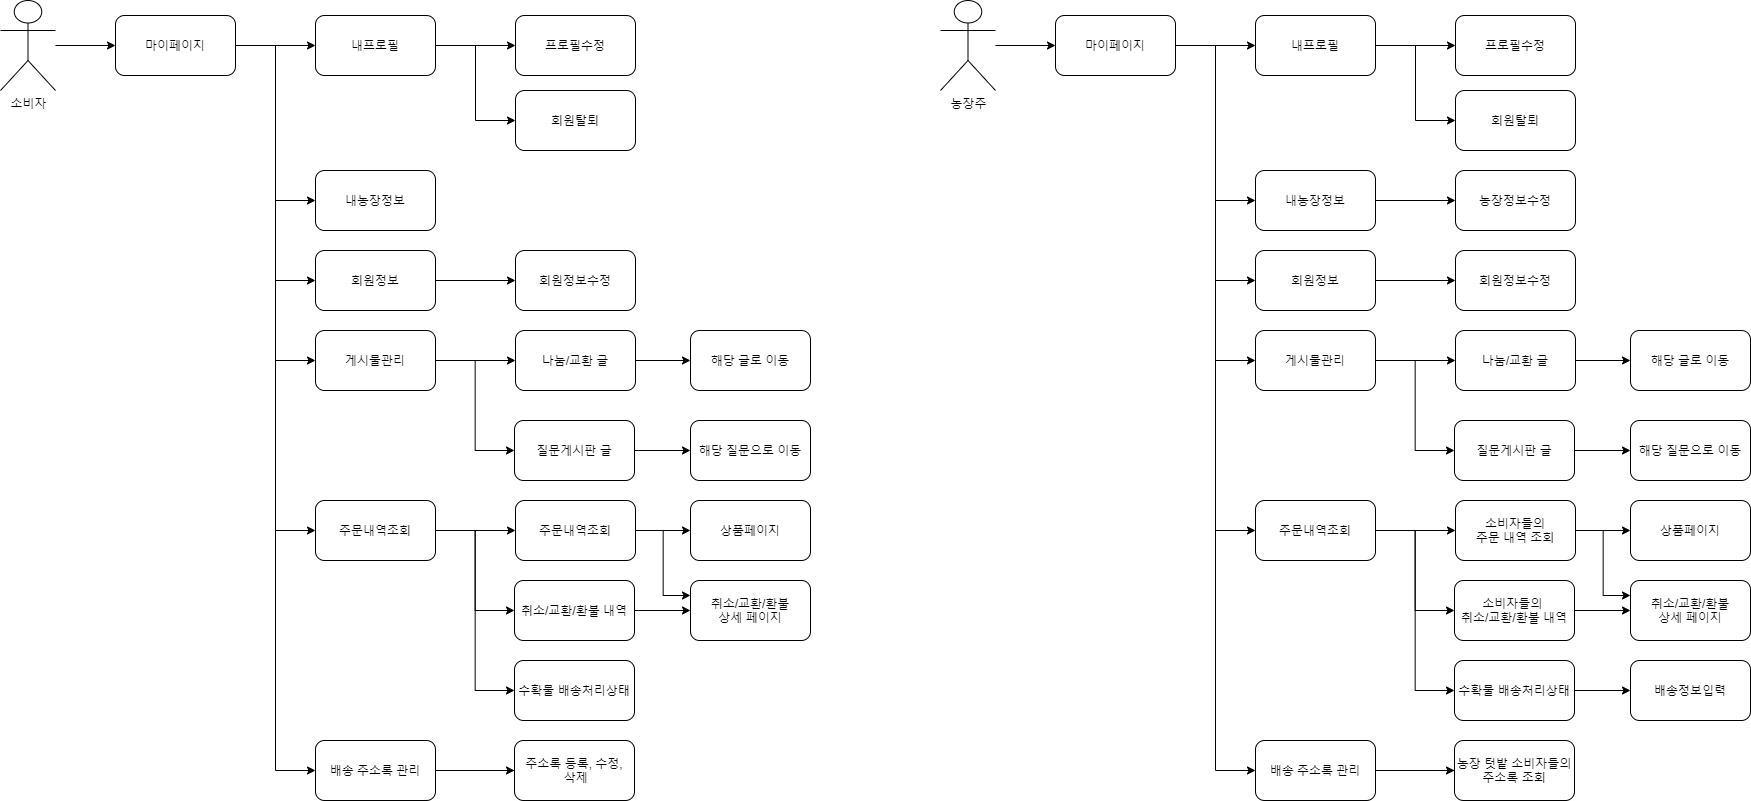 소비자
마이페이지
내프로필
프로필수정
회원탈퇴
내농장정보
회원정보
회원정보수정
게시물관리
나눔/교환 글
해당 글로 이동
질문게시판 글
해당 질문으로 이동
주문내역조회
주문내역조회
상품페이지
취소/교환/환불 내역
취소/교환/환불
상세 페이지
수확물 배송처리상태
배송 주소록 관리
주소록 등록, 수정,
삭제
농장주
마이페이지
내프로필
프로필수정
회원탈퇴
내농장정보
농장정보수정
회원정보
회원정보수정
게시물관리
나눔/교환 글
해당 글로 이동
질문게시판 글
해당 질문으로 이동
주문내역조회
소비자들의
주문 내역 조회
상품페이지
소비자들의
취소/교환/환불 내역
취소/교환/환불
상세 페이지
수확물 배송처리상태
배송정보입력
배송 주소록 관리
농장 텃밭 소비자들의
주소록 조회